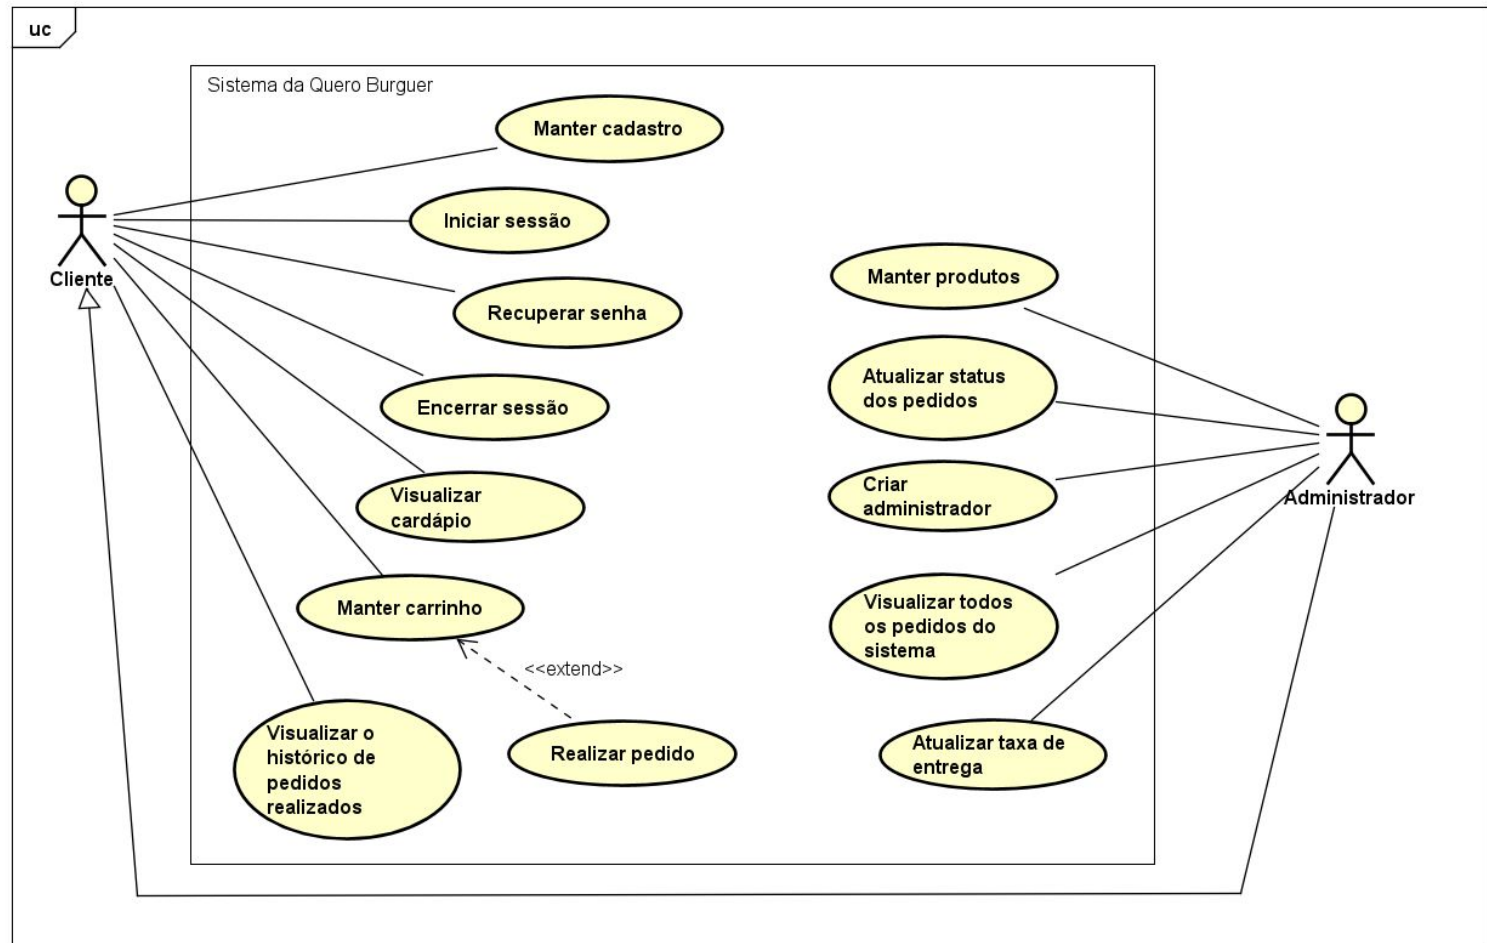 uc
Sistema da Quero Burguer
Manter cadastro
Iniciar sessão
Recuperar senha
Encerrar sessão
Visualizar
cardápio
Manter carrinho
<<extend>>
Visualizar o
histórico de
pedidos
realizados
Realizar pedido
Cliente
Manter produtos
Atualizar status
dos pedidos
Criar
administrador
Visualizar todos
os pedidos do
sistema
Atualizar taxa de
entrega
Administrador